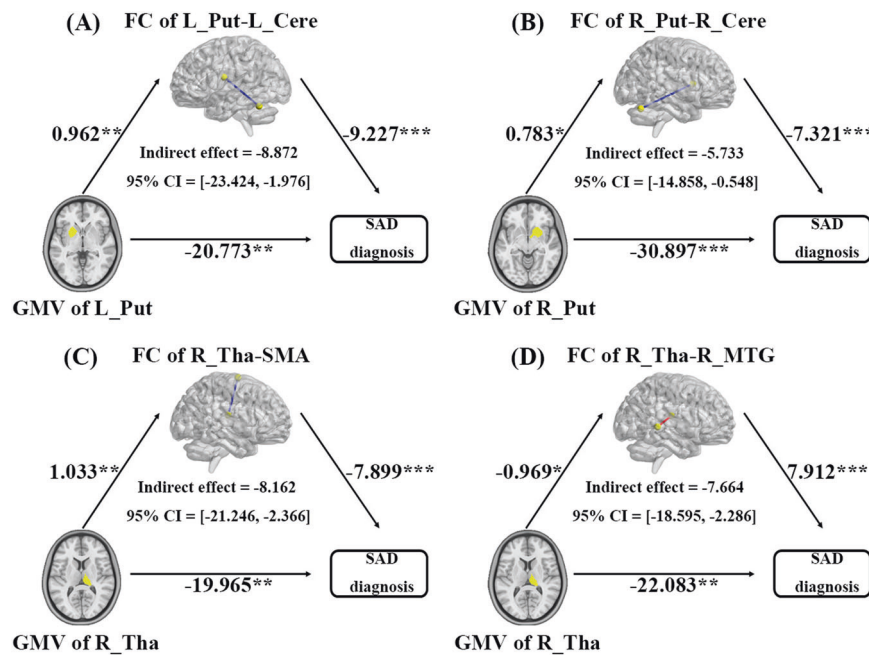 (A) FC of L_Put-L_Cere
0.962**
-9.227***
Indirect effect = -8.872
95% CI = [-23.424, -1.976]
SAD
diagnosis
-20.773**
GMV of L_Put
(B) FC of R_Put-R_Cere
0.783*
-7.321***
Indirect effect = -5.733
95% CI = [-14.858, -0.548]
SAD
diagnosis
-30.897***
GMV of R_Put
(C) FC of R_Tha-SMA
1.033**
-7.899***
Indirect effect = -8.162
95% CI = [-21.246, -2.366]
SAD
diagnosis
-19.965**
GMV of R_Tha
(D) FC of R_Tha-R_MTG
-0.969*
7.912***
Indirect effect = -7.664
95% CI = [-18.595, -2.286]
SAD
diagnosis
-22.083**
GMV of R_Tha